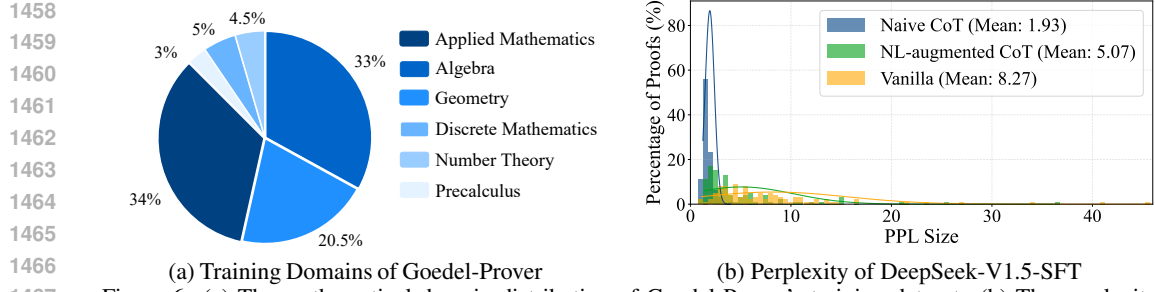 1458
1459
1460
1461
1462
1463
1464
1465
1466
4.5%
5%
3%
33%
34%
20.5%
Applied Mathematics
Algebra
Geometry
Discrete Mathematics
Number Theory
Precalculus
(a) Training Domains of Goedel-Prover
Percentage of Proofs (%)
80
60
40
20
0
0 10 20 30 40
PPL Size
Naive CoT (Mean: 1.93)
NL-augmented CoT (Mean: 5.07)
Vanilla (Mean: 8.27)
(b) Perplexity of DeepSeek-V1.5-SFT